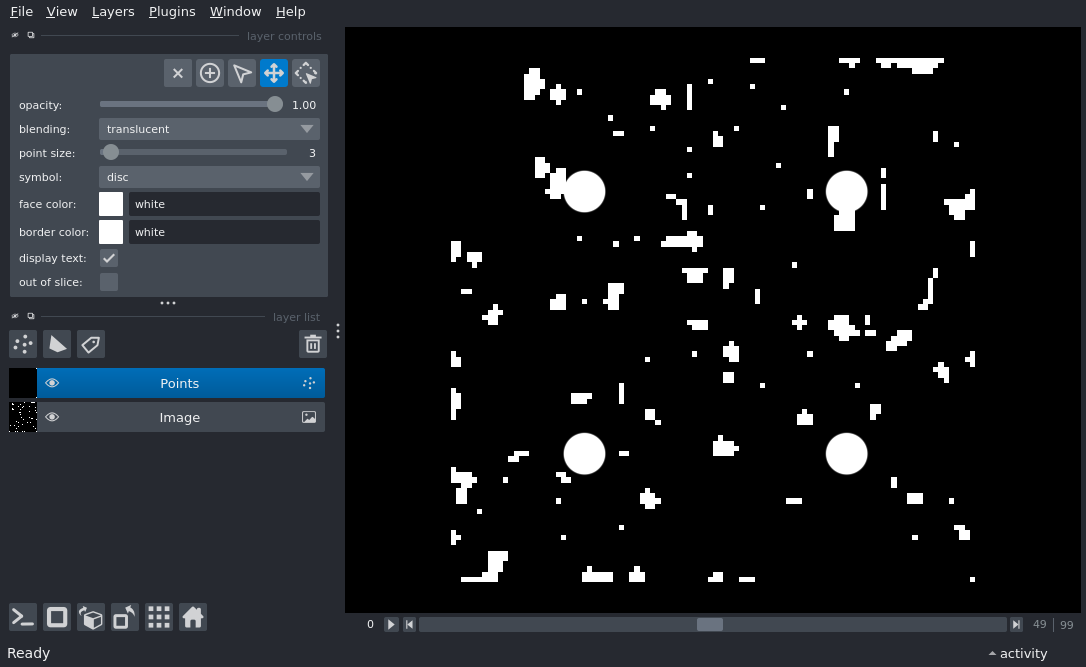 File View Layers Plugins Window Help
layer controls
opacity: 1.00
blending: translucent
point size: 3
symbol: disc
face color: white
border color: white
display text:
out of slice:
layer list
Points
Image
0 49 | 99
Ready activity